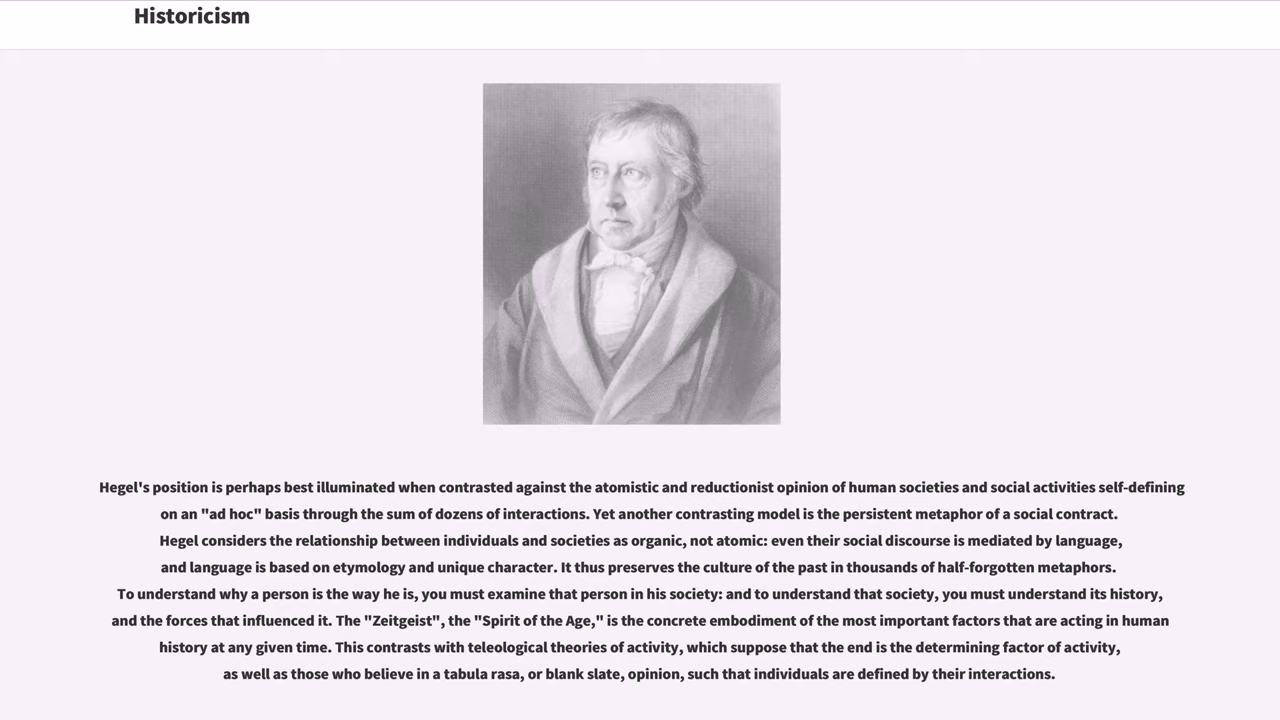 Historicism
Hegel's position is perhaps best illuminated when contrasted against the atomistic and reductionist opinion of human societies and social activities self-defining
on an "ad hoc" basis through the sum of dozens of interactions. Yet another contrasting model is the persistent metaphor of a social contract.
Hegel considers the relationship between individuals and societies as organic, not atomic: even their social discourse is mediated by language,
and language is based on etymology and unique character. It thus preserves the culture of the past in thousands of half-forgotten metaphors.
To understand why a person is the way he is, you must examine that person in his society: and to understand that society, you must understand its history,
and the forces that influenced it. The "Zeitgeist", the "Spirit of the Age," is the concrete embodiment of the most important factors that are acting in human
history at any given time. This contrasts with teleological theories of activity, which suppose that the end is the determining factor of activity,
as well as those who believe in a tabula rasa, or blank slate, opinion, such that individuals are defined by their interactions.